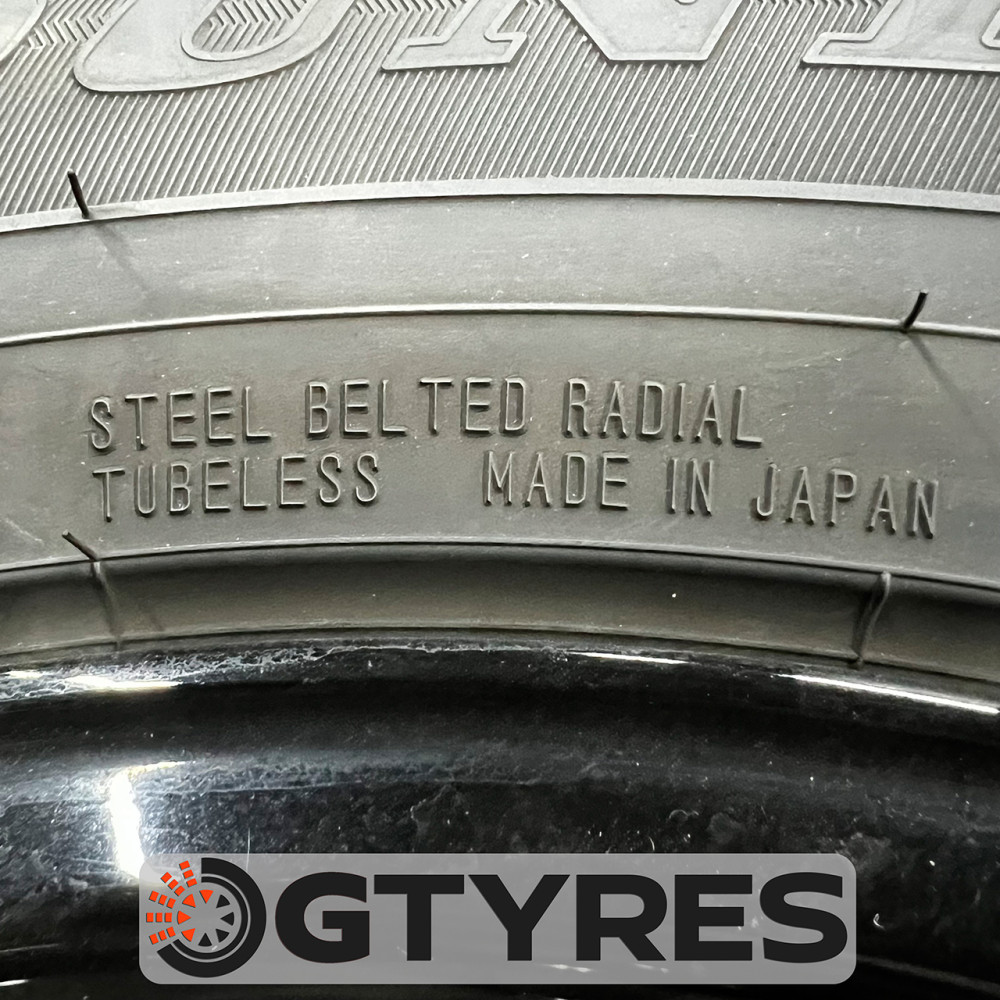 STEEL BELTED RADIAL
TUBELESS MADE IN JAPAN
GTYRES